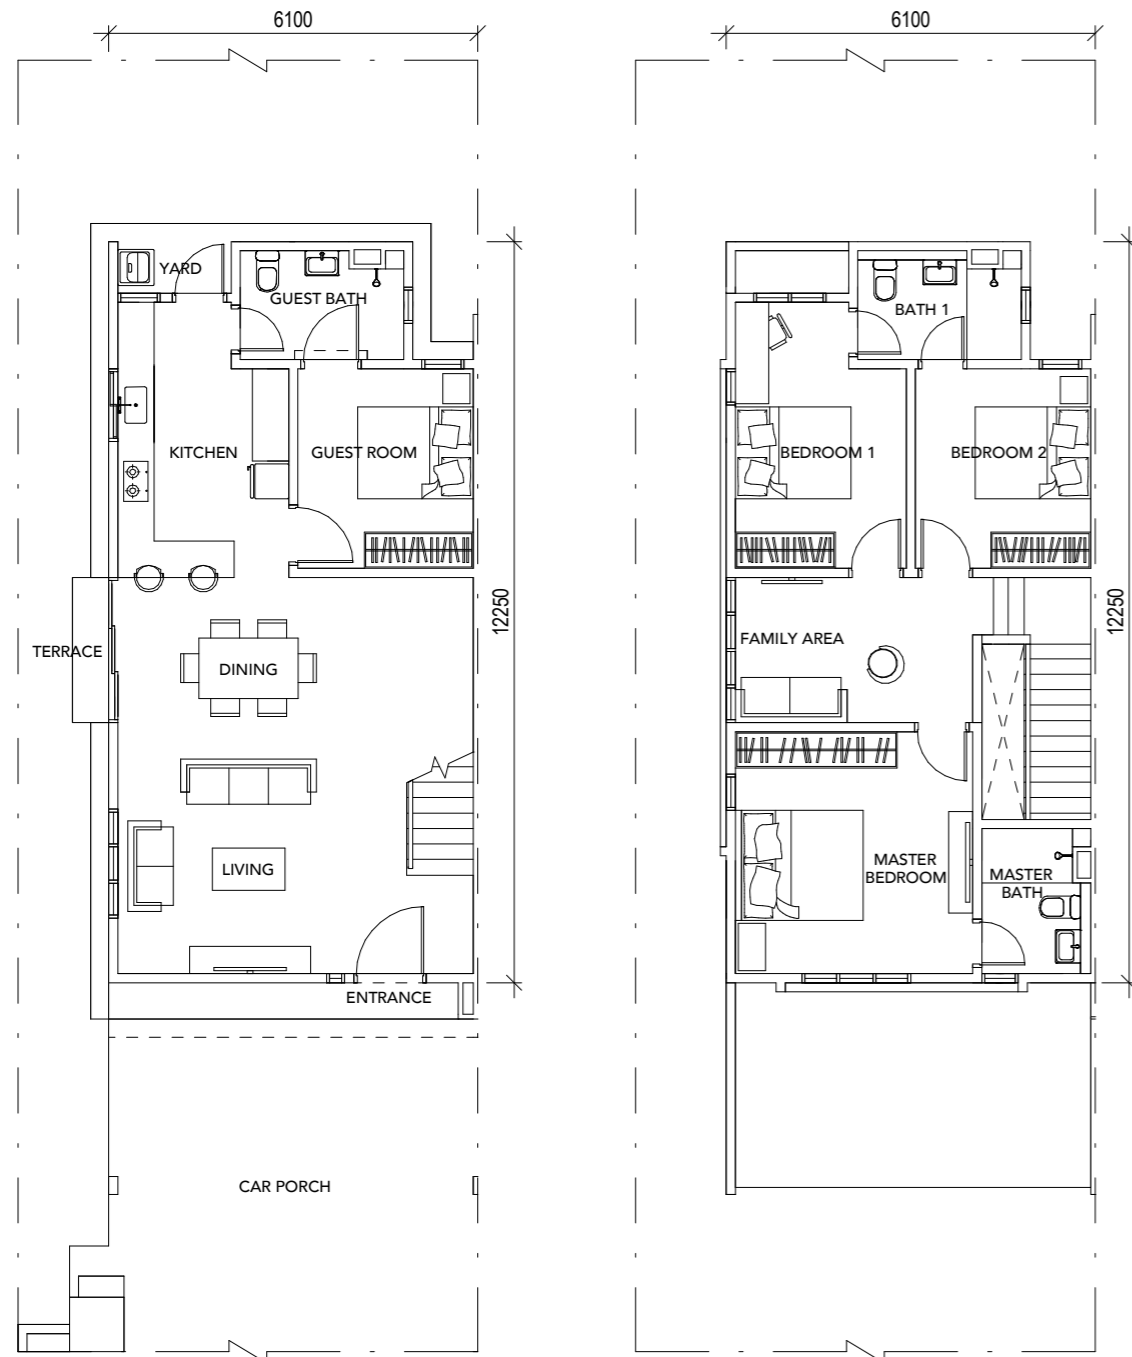 6100
6100
YARD
GUEST BATH
BATH 1
KITCHEN
GUEST ROOM
BEDROOM 1
BEDROOM 2
12250
12250
TERRACE
DINING
FAMILY AREA
LIVING
MASTER
BEDROOM
MASTER
BATH
ENTRANCE
CAR PORCH